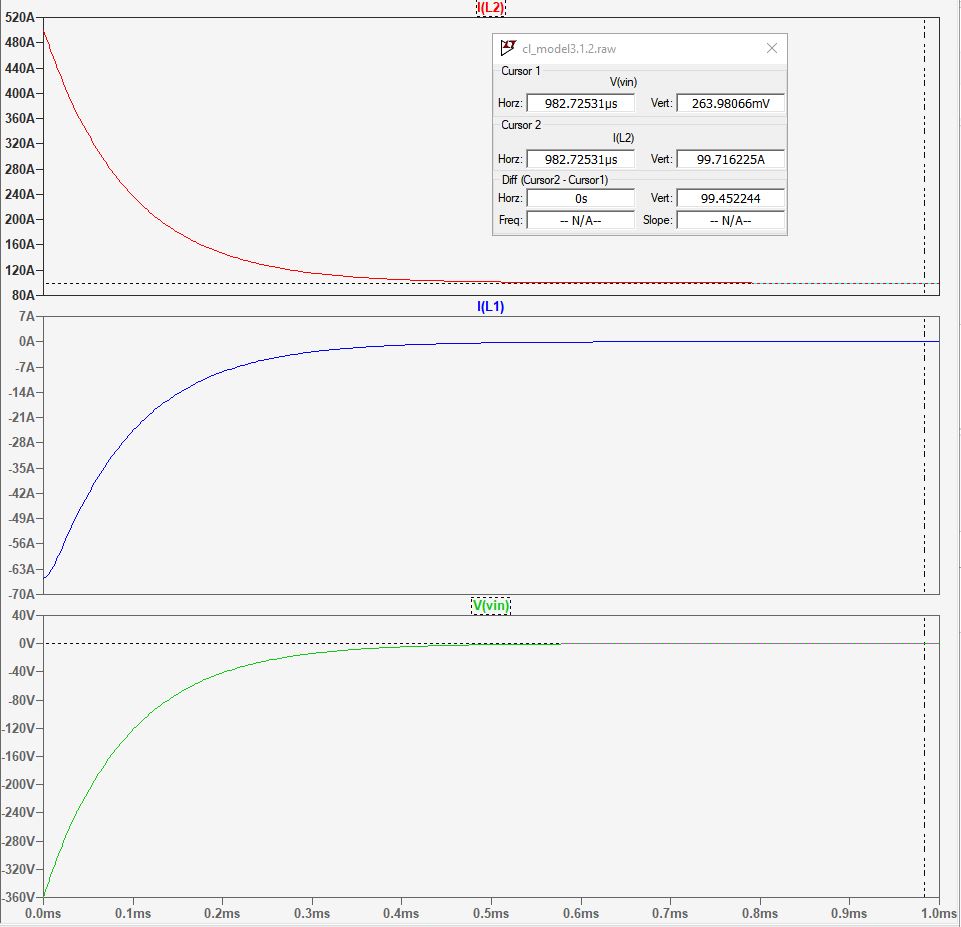 I(L2)
520A
480A
440A
400A
360A
320A
280A
240A
200A
160A
120A
80A
cl_model3.1.2.raw
Cursor 1
V(vin)
Horz: 982.72531µs Vert: 263.98066mV
Cursor 2
I(L2)
Horz: 982.72531µs Vert: 99.716225A
Diff (Cursor2 - Cursor1)
Horz: 0s Vert: 99.452244
Freq: -- N/A-- Slope: -- N/A--
I(L1)
7A
0A
-7A
-14A
-21A
-28A
-35A
-42A
-49A
-56A
-63A
-70A
V(vin)
40V
0V
-40V
-80V
-120V
-160V
-200V
-240V
-280V
-320V
-360V
0.0ms 0.1ms 0.2ms 0.3ms 0.4ms 0.5ms 0.6ms 0.7ms 0.8ms 0.9ms 1.0ms